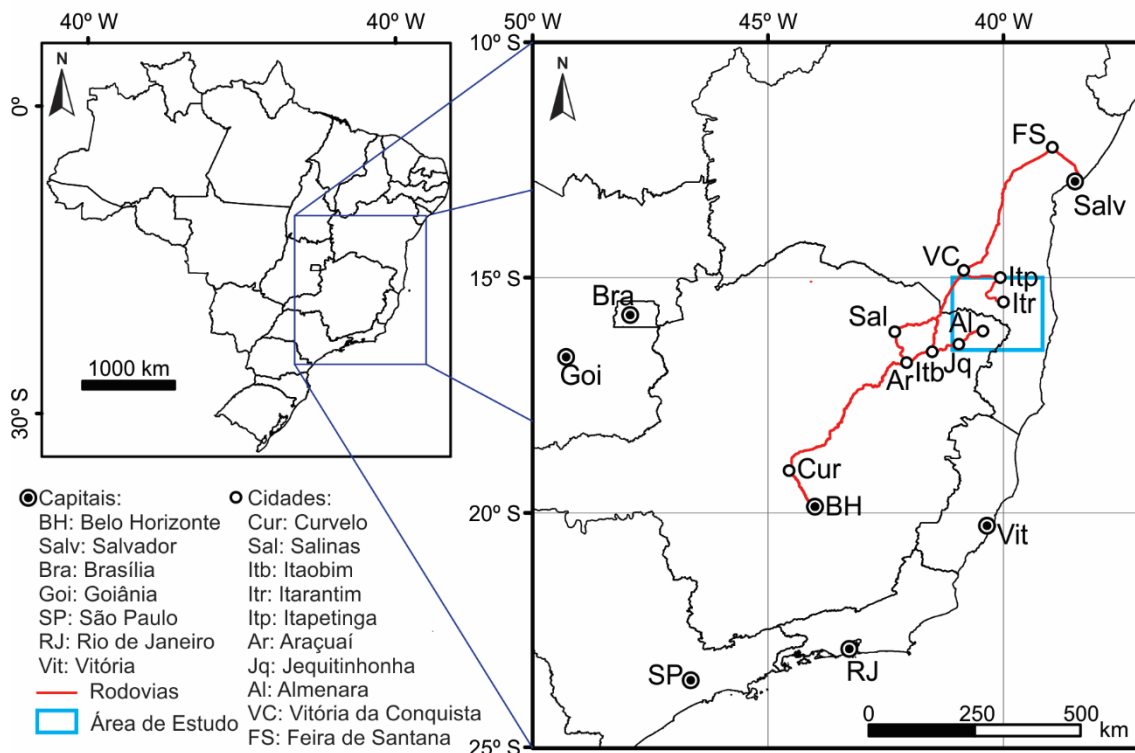 40º W
40º W
N
0º
30º S
1000 km
50º W
45º W
40º W
10º S
15º S
20º S
25º S
N
FS
Salv
VC
Itp
Itr
Bra
Goi
Sal
Al
Ar
Itb
Jq
Cur
BH
Vit
SP
RJ
0
250
500
km
Capitais:
BH: Belo Horizonte
Salv: Salvador
Bra: Brasília
Goi: Goiânia
SP: São Paulo
RJ: Rio de Janeiro
Vit: Vitória
Rodovias
Área de Estudo
Cidades:
Cur: Curvelo
Sal: Salinas
Itb: Itaobim
Itr: Itarantim
Itp: Itapetinga
Ar: Araçuaí
Jq: Jequitinhonha
Al: Almenara
VC: Vitória da Conquista
FS: Feira de Santana